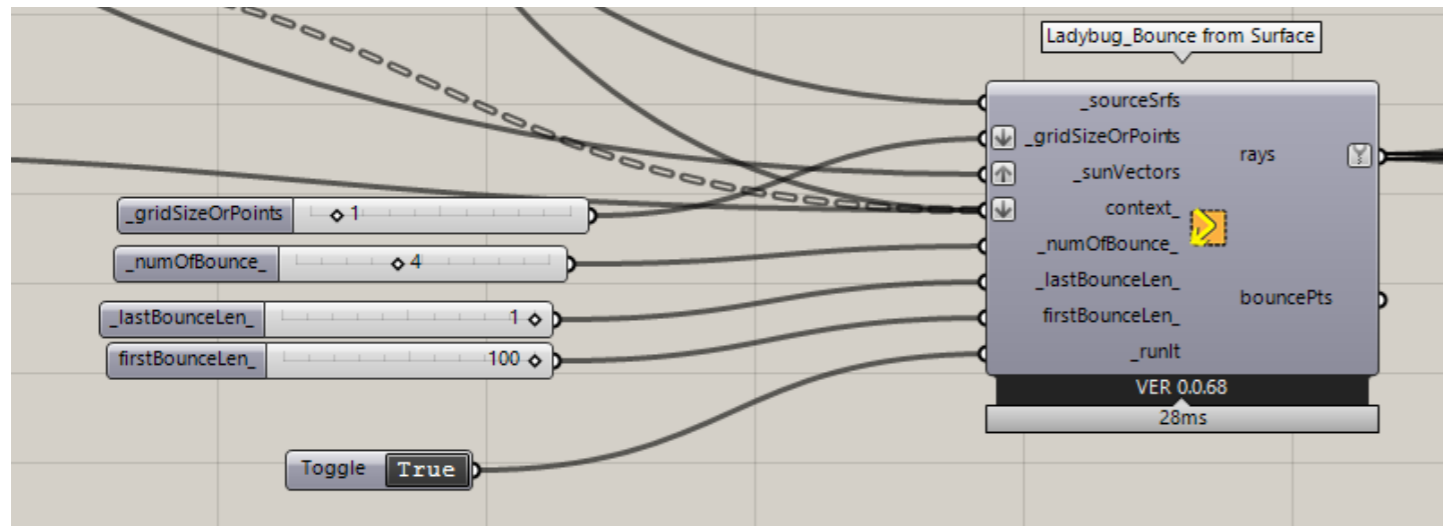 Ladybug_Bounce from Surface
_sourceSrfs
_gridSizeOrPoints
_sunVectors
context_
_numOfBounce_
_lastBounceLen_
firstBounceLen_
_runIt
rays
bouncePts
VER 0.0.68
28ms
_gridSizeOrPoints 1
_numOfBounce_ 4
_lastBounceLen_ 1
firstBounceLen_ 100
Toggle True